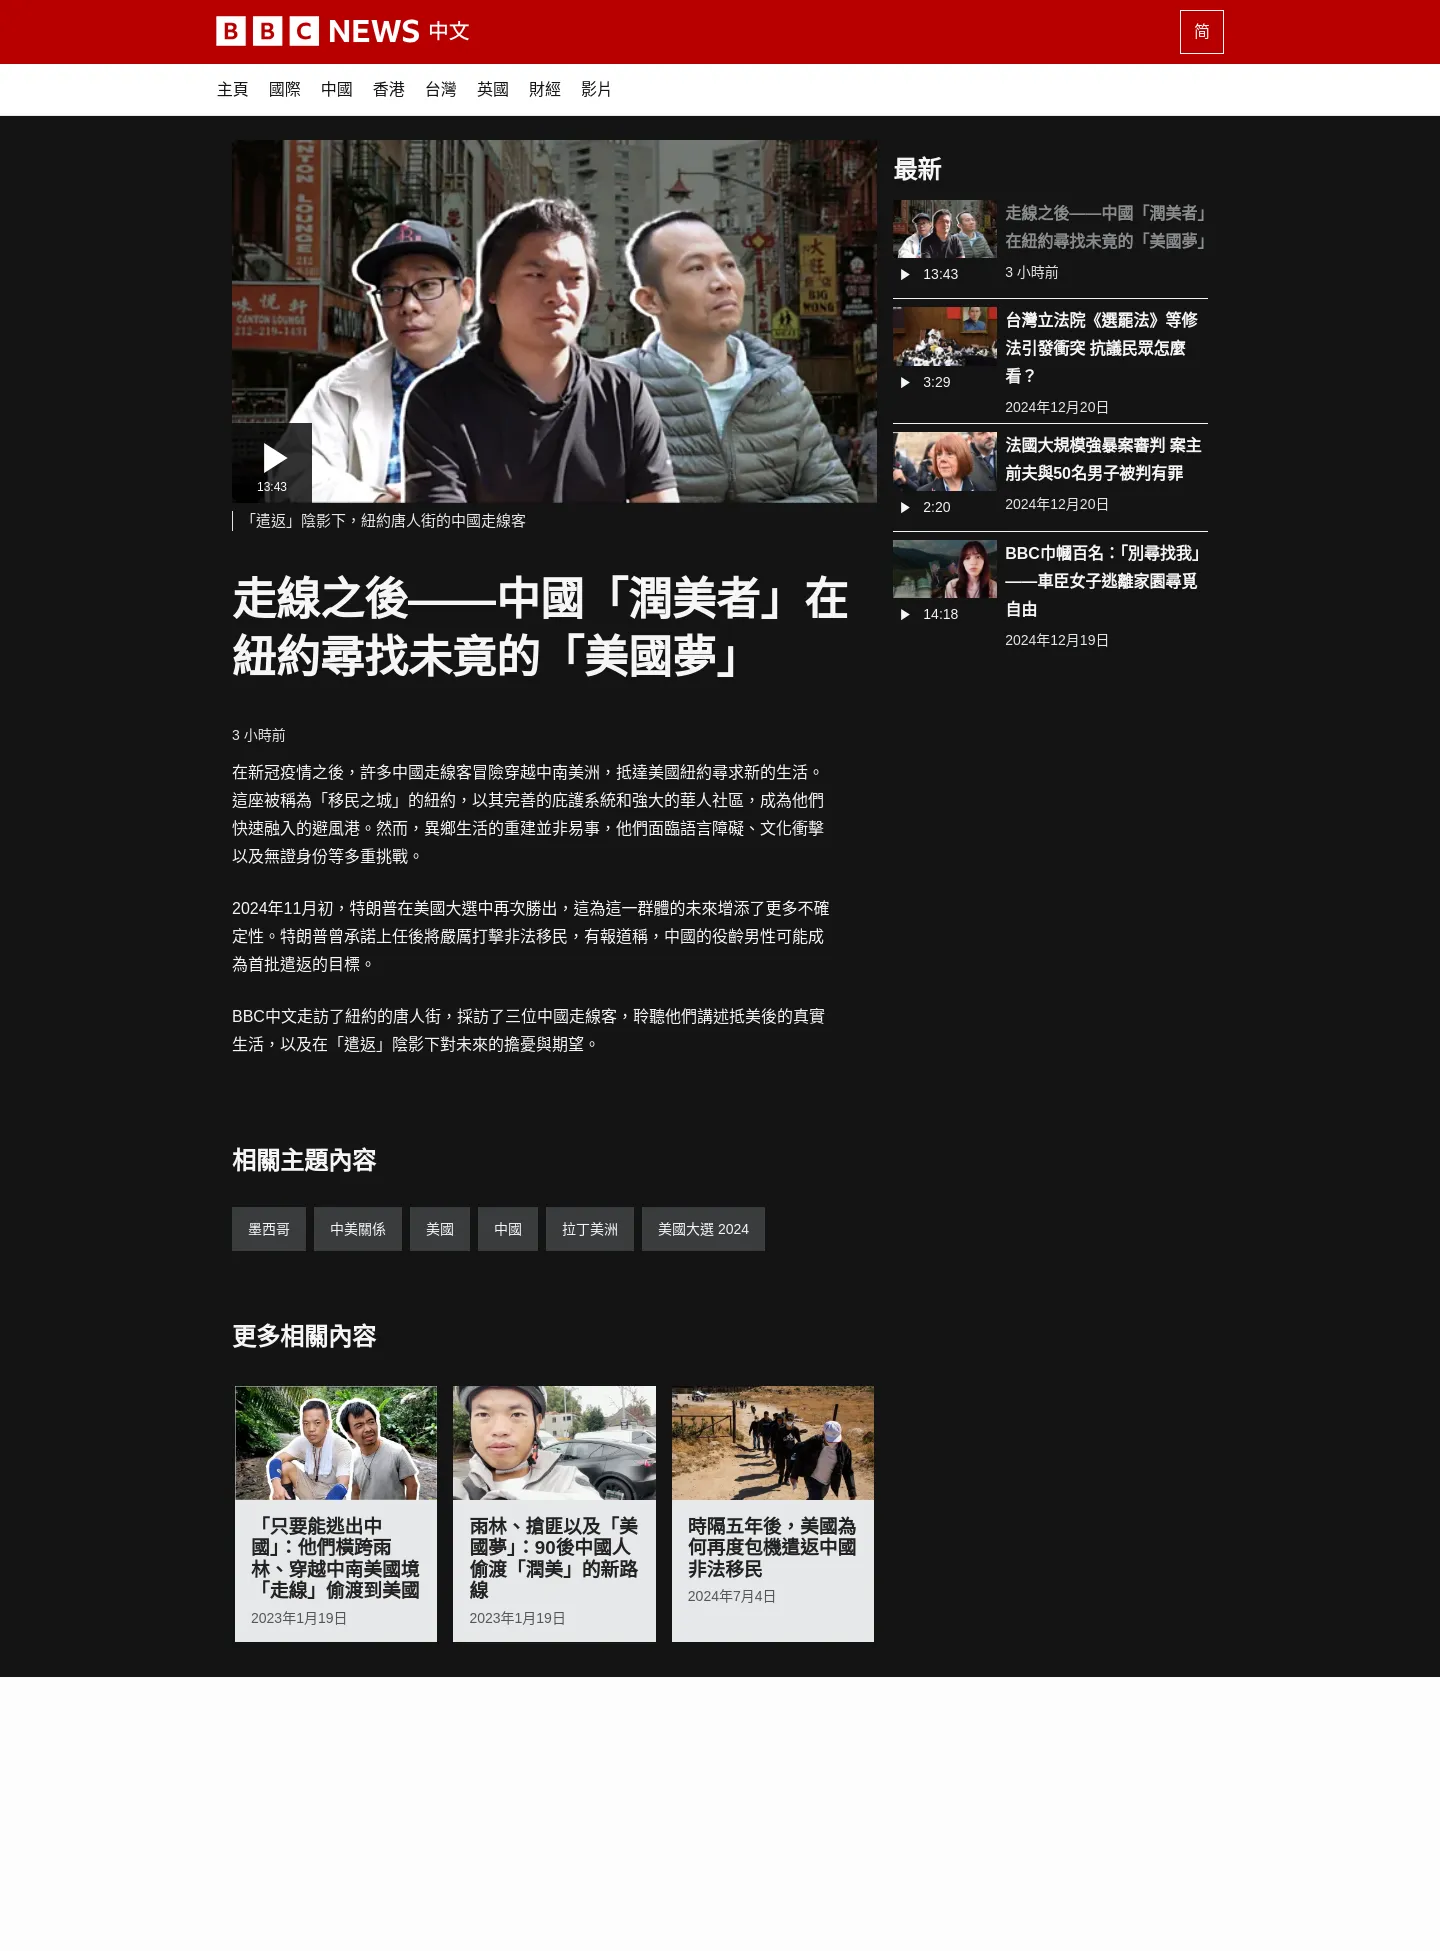 BBC NEWS 中文
简
主頁 國際 中國 香港 台灣 英國 財經 影片
ANTON LOUNGE
味 悅 軒
CANTON LOUNGE
212-219-1431
大旺
BIG WONG
13:43
「遣返」陰影下，紐約唐人街的中國走線客
走線之後——中國「潤美者」在
紐約尋找未竟的「美國夢」
3 小時前
在新冠疫情之後，許多中國走線客冒險穿越中南美洲，抵達美國紐約尋求新的生活。
這座被稱為「移民之城」的紐約，以其完善的庇護系統和強大的華人社區，成為他們
快速融入的避風港。然而，異鄉生活的重建並非易事，他們面臨語言障礙、文化衝擊
以及無證身份等多重挑戰。
2024年11月初，特朗普在美國大選中再次勝出，這為這一群體的未來增添了更多不確
定性。特朗普曾承諾上任後將嚴厲打擊非法移民，有報道稱，中國的役齡男性可能成
為首批遣返的目標。
BBC中文走訪了紐約的唐人街，採訪了三位中國走線客，聆聽他們講述抵美後的真實
生活，以及在「遣返」陰影下對未來的擔憂與期望。
相關主題內容
墨西哥 中美關係 美國 中國 拉丁美洲 美國大選 2024
更多相關內容
「只要能逃出中
國」：他們橫跨雨
林、穿越中南美國境
「走線」偷渡到美國
2023年1月19日
雨林、搶匪以及「美
國夢」：90後中國人
偷渡「潤美」的新路
線
2023年1月19日
時隔五年後，美國為
何再度包機遣返中國
非法移民
2024年7月4日
最新
走線之後——中國「潤美者」
在紐約尋找未竟的「美國夢」
13:43
3 小時前
台灣立法院《選罷法》等修
法引發衝突 抗議民眾怎麼
看？
3:29
2024年12月20日
法國大規模強暴案審判 案主
前夫與50名男子被判有罪
2:20
2024年12月20日
BBC巾幗百名：「別尋找我」
——車臣女子逃離家園尋覓
自由
14:18
2024年12月19日